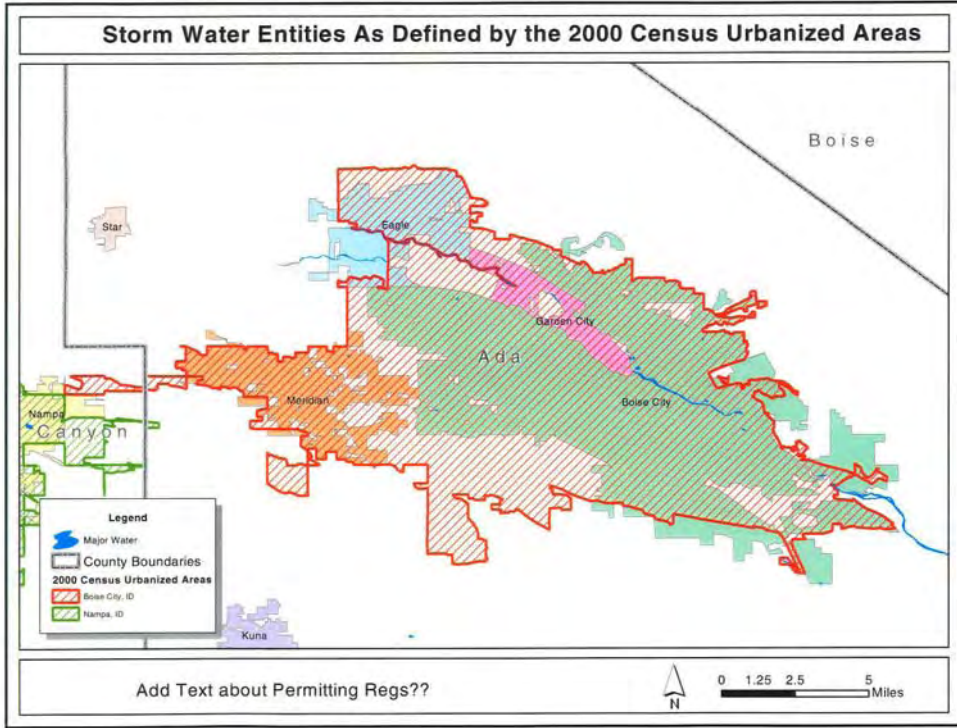 Storm Water Entities As Defined by the 2000 Census Urbanized Areas
Boise
Star
Eagle
Garden City
Ada
Meridian
Boise City
Nampa
Canyon
Legend
Major Water
County Boundaries
2000 Census Urbanized Areas
Boise City, ID
Nampa, ID
Kuna
Add Text about Permitting Regs??
N
0 1.25 2.5 5
Miles